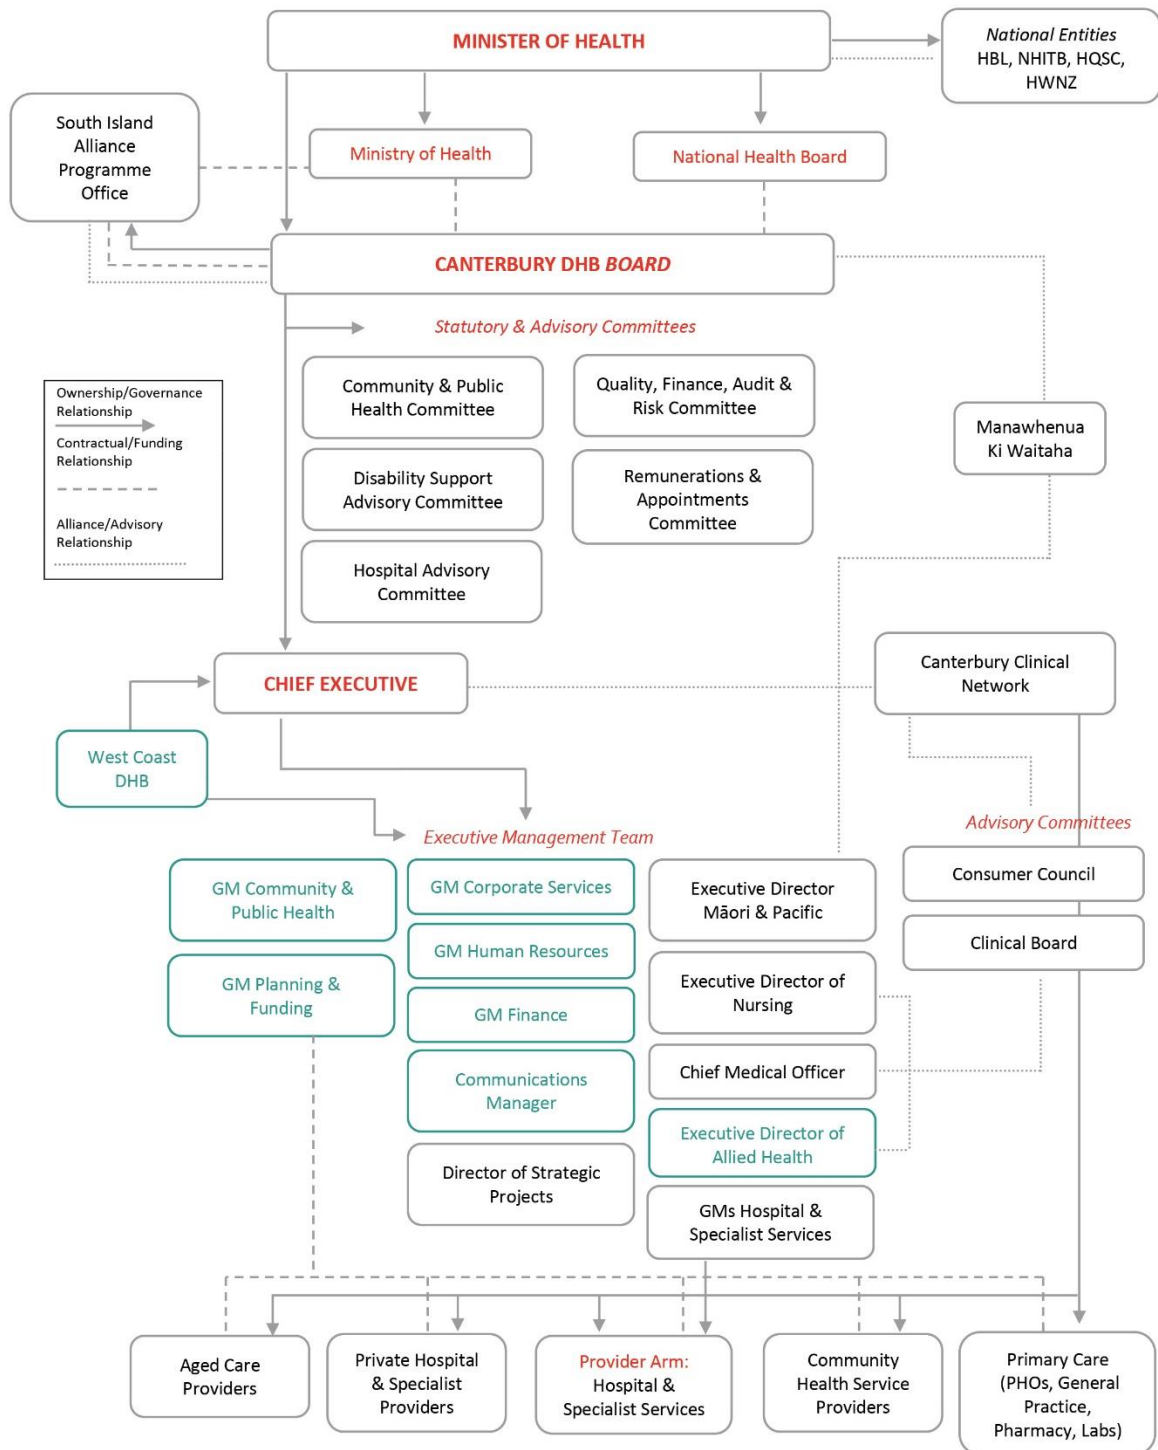 MINISTER OF HEALTH
National Entities
HBL, NHITB, HQSC,
HWNZ
South Island
Alliance
Programme
Office
Ministry of Health
National Health Board
CANTERBURY DHB BOARD
Statutory & Advisory Committees
Community & Public
Health Committee
Quality, Finance, Audit &
Risk Committee
Disability Support
Advisory Committee
Remunerations &
Appointments
Committee
Hospital Advisory
Committee
Ownership/Governance
Relationship
Contractual/Funding
Relationship
Alliance/Advisory
Relationship
Manawhenua
Ki Waitaha
CHIEF EXECUTIVE
Canterbury Clinical
Network
West Coast
DHB
Executive Management Team
Advisory Committees
GM Community &
Public Health
GM Planning &
Funding
GM Corporate Services
GM Human Resources
GM Finance
Communications
Manager
Director of Strategic
Projects
Executive Director
Māori & Pacific
Executive Director of
Nursing
Chief Medical Officer
Executive Director of
Allied Health
GMs Hospital &
Specialist Services
Consumer Council
Clinical Board
Aged Care
Providers
Private Hospital
& Specialist
Providers
Provider Arm:
Hospital &
Specialist Services
Community
Health Service
Providers
Primary Care
(PHOs, General
Practice,
Pharmacy, Labs)